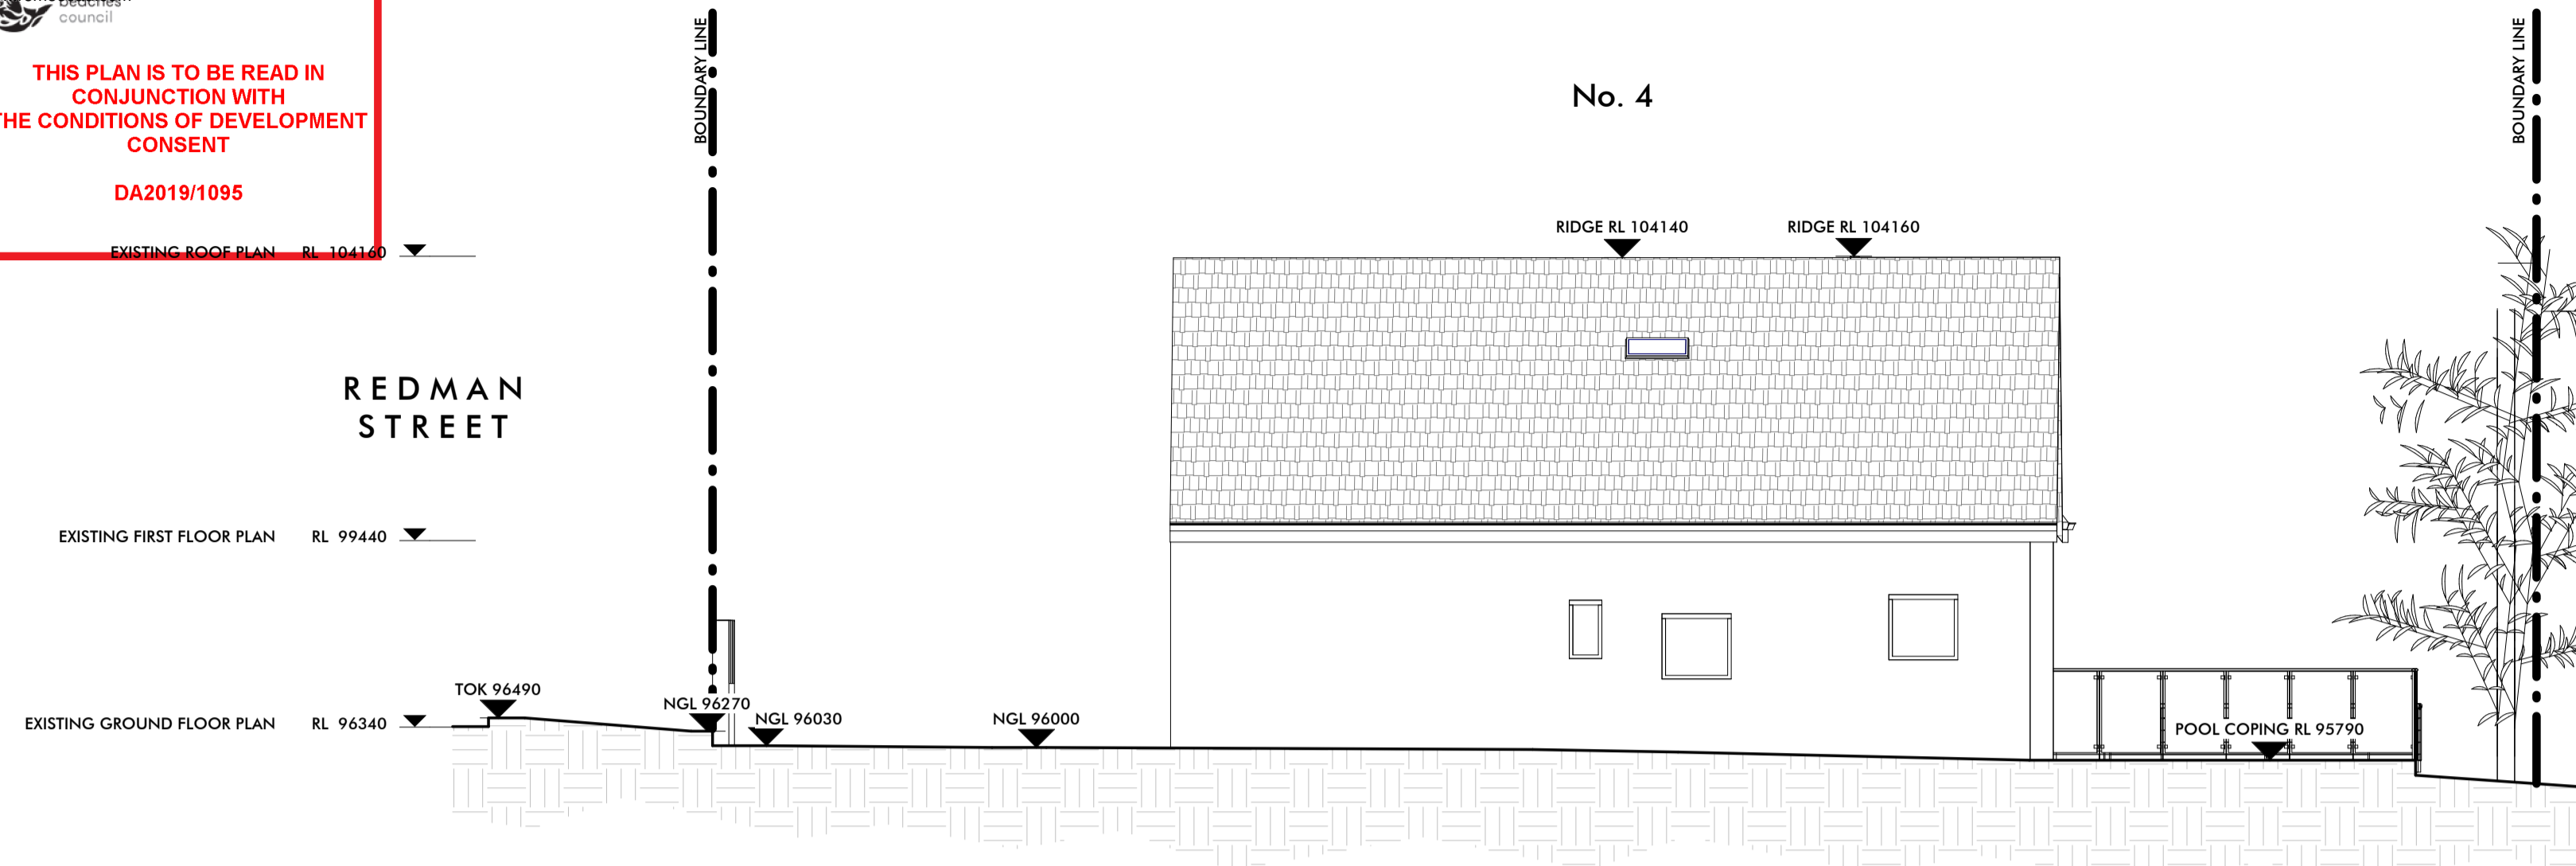 beaches
council
THIS PLAN IS TO BE READ IN
CONJUNCTION WITH
THE CONDITIONS OF DEVELOPMENT
CONSENT
DA2019/1095
BOUNDARY LINE
No. 4
BOUNDARY LINE
RIDGE RL 104140
RIDGE RL 104160
EXISTING ROOF PLAN RL 104160
REDMAN
STREET
EXISTING FIRST FLOOR PLAN RL 99440
TOK 96490
NGL 96270
NGL 96030
NGL 96000
EXISTING GROUND FLOOR PLAN RL 96340
POOL COPING RL 95790